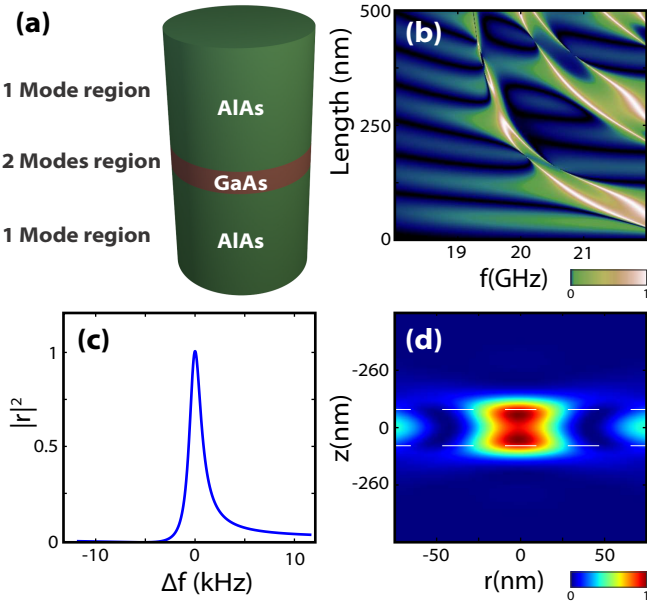 (a)
1 Mode region
2 Modes region
1 Mode region
AlAs
GaAs
AlAs
(b)
Length (nm)
500
250
0
19
20
21
f(GHz)
0
1
(c)
|r|²
1
0.5
0
-10
0
10
Δf (kHz)
(d)
z(nm)
-260
0
-260
-50
0
50
r(nm)
0
1